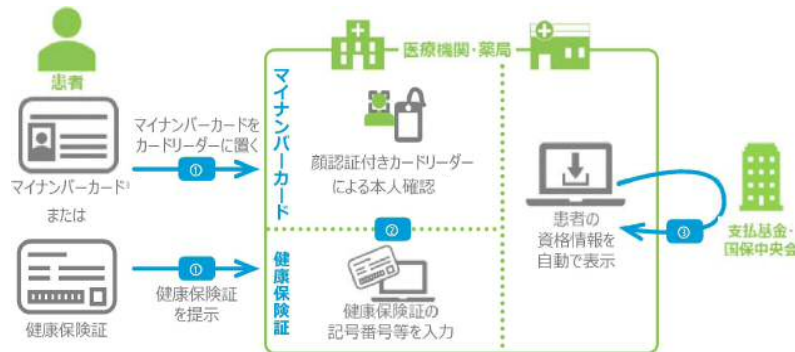 患者
マイナンバーカードを
カードリーダーに置く
①
マイナンバーカード¹
または
①
健康保険証
を提示
健康保険証
医療機関・薬局
マイナンバーカード
顔認証付きカードリーダー
による本人確認
②
健康保険証
健康保険証の
記号番号等を入力
患者の
資格情報を
自動で表示
③
支払基金・
国保中央会